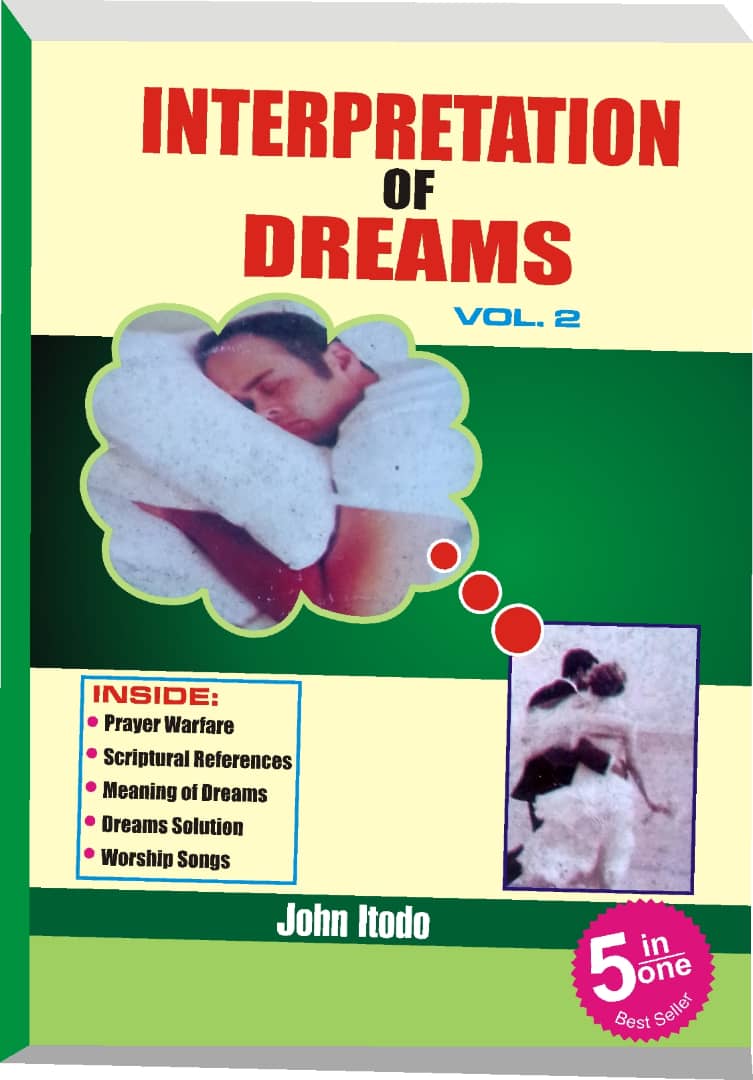 INTERPRETATION
OF
DREAMS
VOL. 2
INSIDE:
• Prayer Warfare
• Scriptural References
• Meaning of Dreams
• Dreams Solution
• Worship Songs
John Itodo
5 in
one
Best Seller